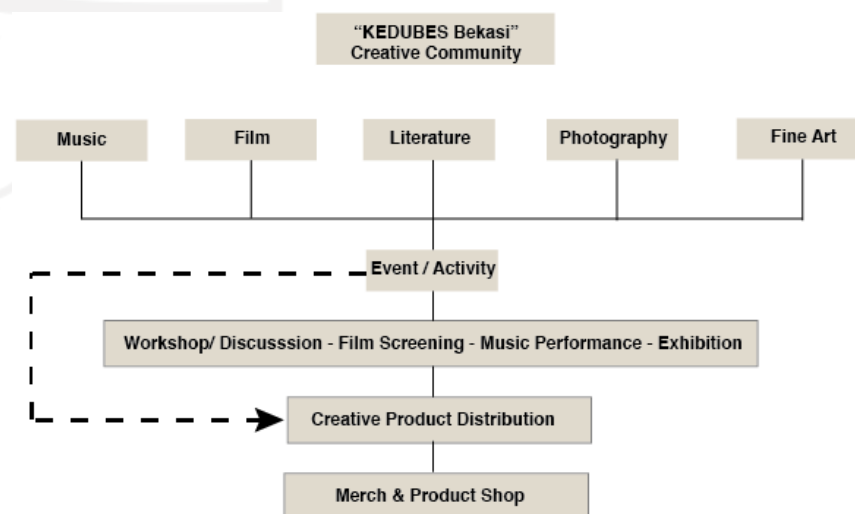 “KEDUBES Bekasi”
Creative Community
Music
Film
Literature
Photography
Fine Art
Event / Activity
Workshop/ Discusssion - Film Screening - Music Performance - Exhibition
Creative Product Distribution
Merch & Product Shop